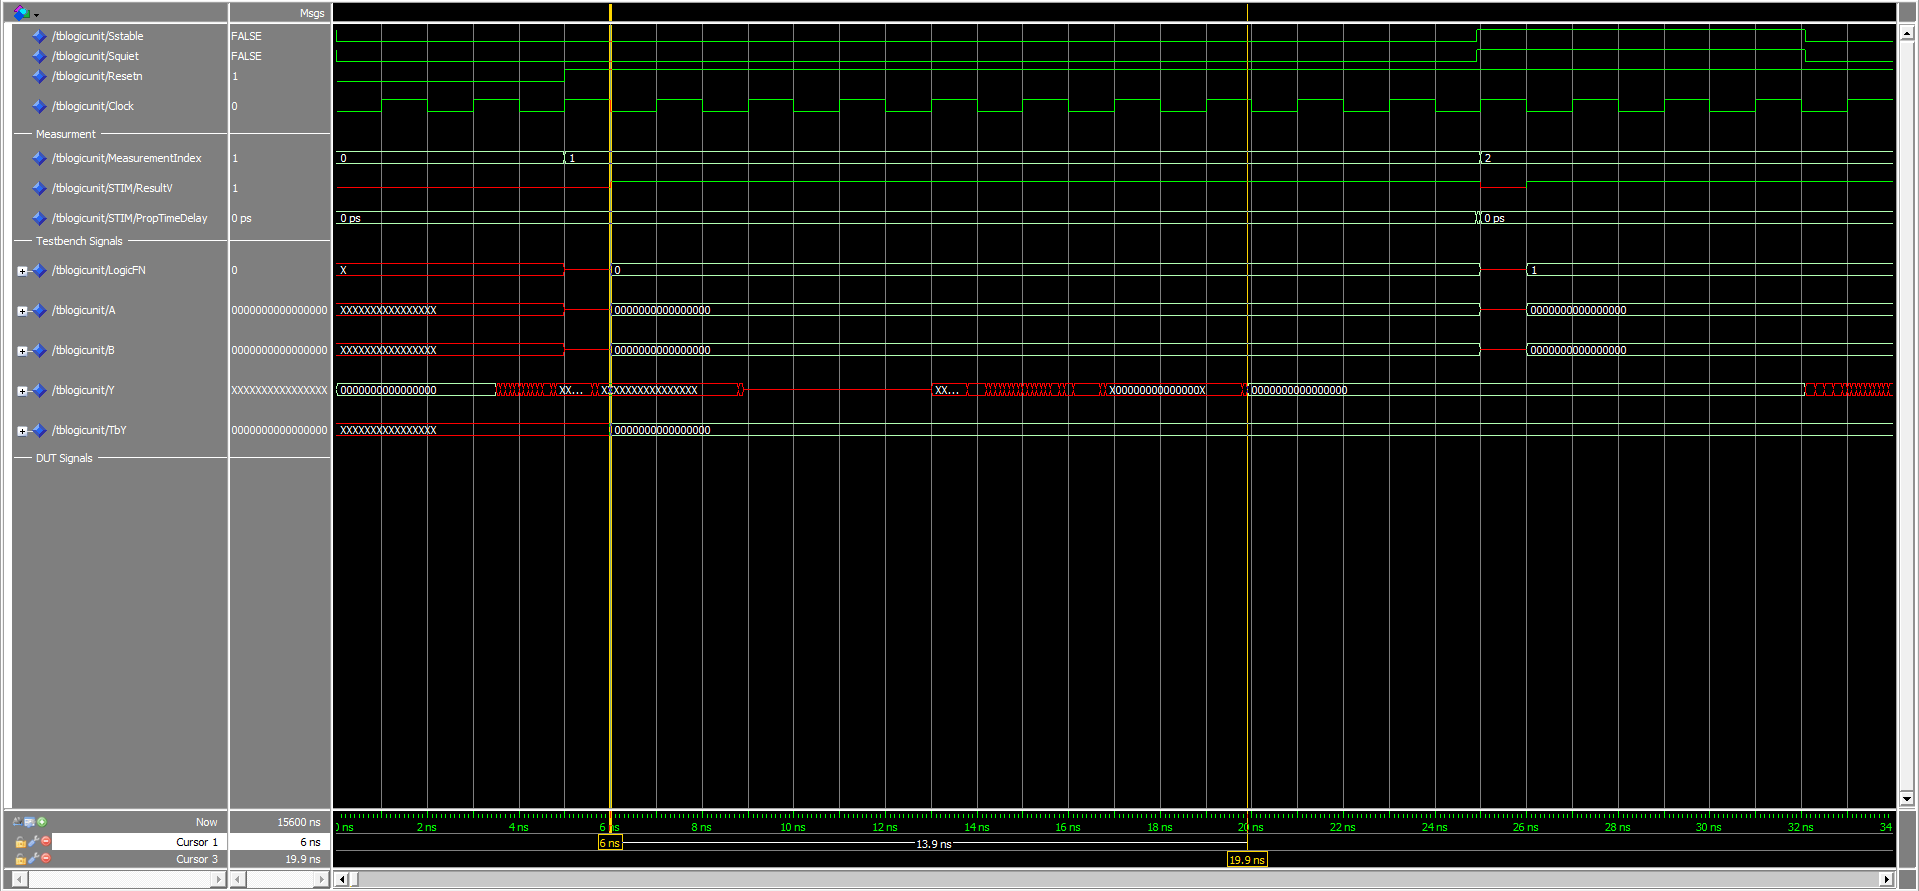 Msgs
/tblogicunit/Sstable FALSE
/tblogicunit/Squiet FALSE
/tblogicunit/Resetn 1
/tblogicunit/Clock 0
Measurment
/tblogicunit/MeasurementIndex 1 0 1 2
/tblogicunit/STIM/ResultV 1
/tblogicunit/STIM/PropTimeDelay 0 ps 0 ps 0 ps
Testbench Signals
/tblogicunit/LogicFN 0 X 0 1
/tblogicunit/A 0000000000000000 XXXXXXXXXXXXXXXX 0000000000000000 0000000000000000
/tblogicunit/B 0000000000000000 XXXXXXXXXXXXXXXX 0000000000000000 0000000000000000
/tblogicunit/Y XXXXXXXXXXXXXXXX 0000000000000000 XX... XXXXXXXXXXXXXXXX XX... X00000000000000X 0000000000000000
/tblogicunit/TbY 0000000000000000 XXXXXXXXXXXXXXXX 0000000000000000
DUT Signals
Now 15600 ns 0 ns 2 ns 4 ns 6 ns 8 ns 10 ns 12 ns 14 ns 16 ns 18 ns 20 ns 22 ns 24 ns 26 ns 28 ns 30 ns 32 ns 34
Cursor 1 6 ns 6 ns 13.9 ns
Cursor 3 19.9 ns 19.9 ns